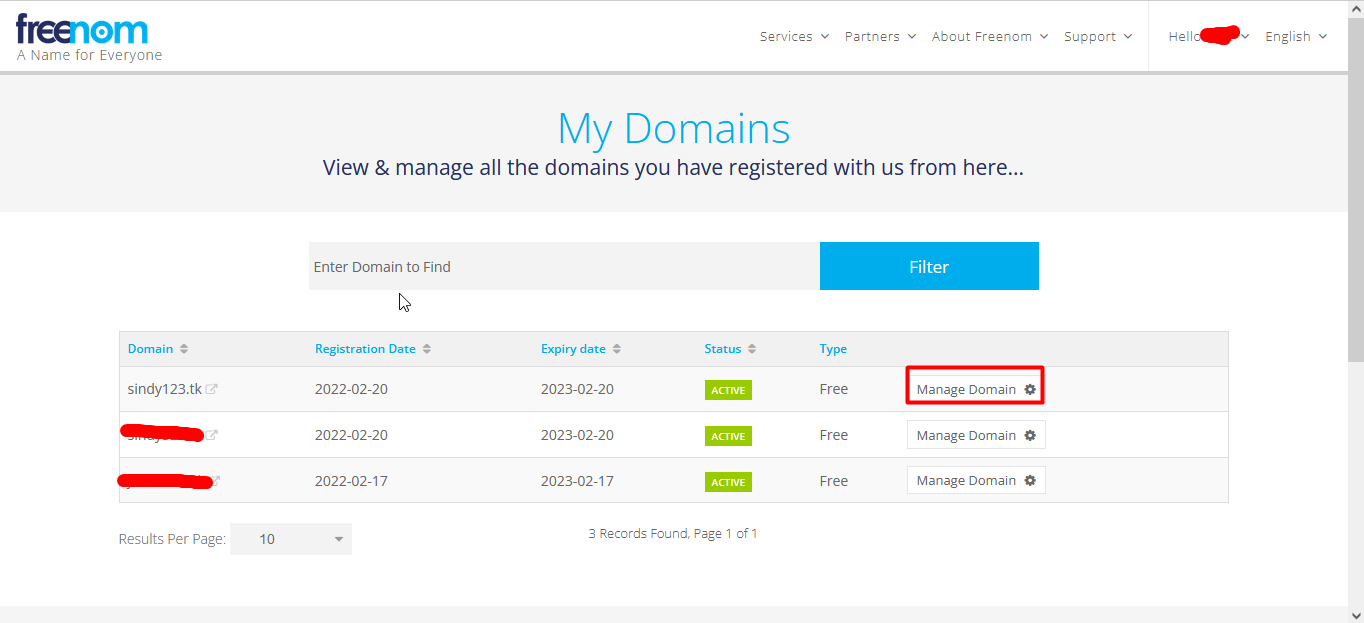 freenom
A Name for Everyone
Services Partners About Freenom Support Hello English
My Domains
View & manage all the domains you have registered with us from here...
Enter Domain to Find Filter
Domain Registration Date Expiry date Status Type
sindy123.tk 2022-02-20 2023-02-20 ACTIVE Free Manage Domain
2022-02-20 2023-02-20 ACTIVE Free Manage Domain
2022-02-17 2023-02-17 ACTIVE Free Manage Domain
Results Per Page: 10 3 Records Found, Page 1 of 1